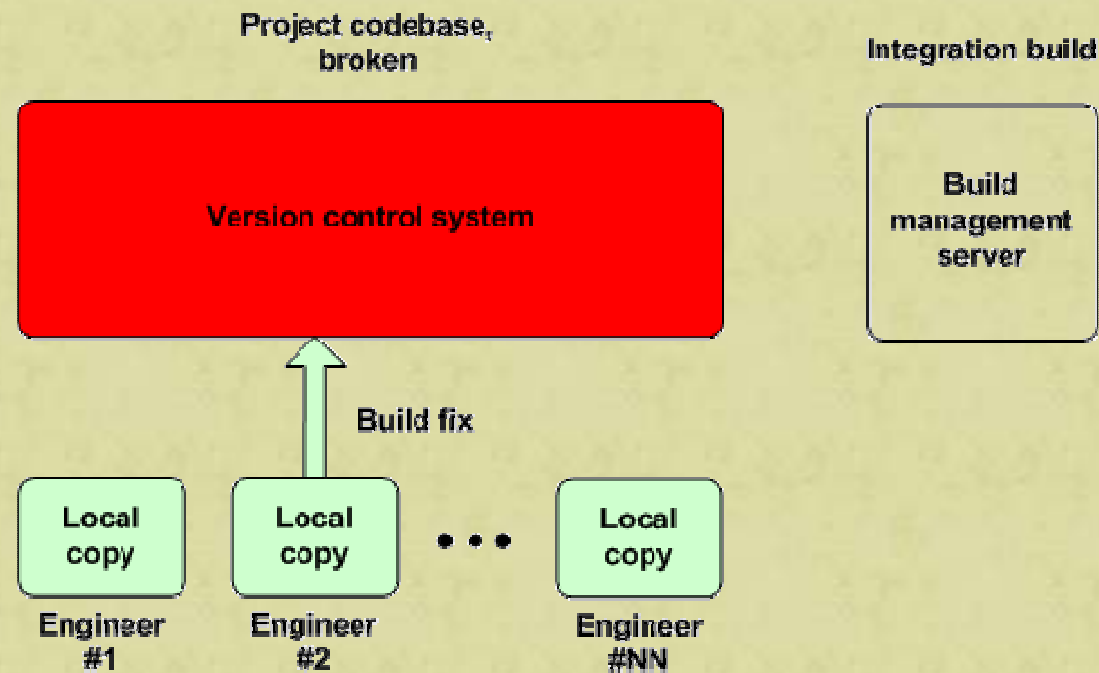 Project codebase,
broken
Integration build
Version control system
Build
management
server
Build fix
Local
copy
Local
copy
Local
copy
Engineer
#1
Engineer
#2
Engineer
#NN